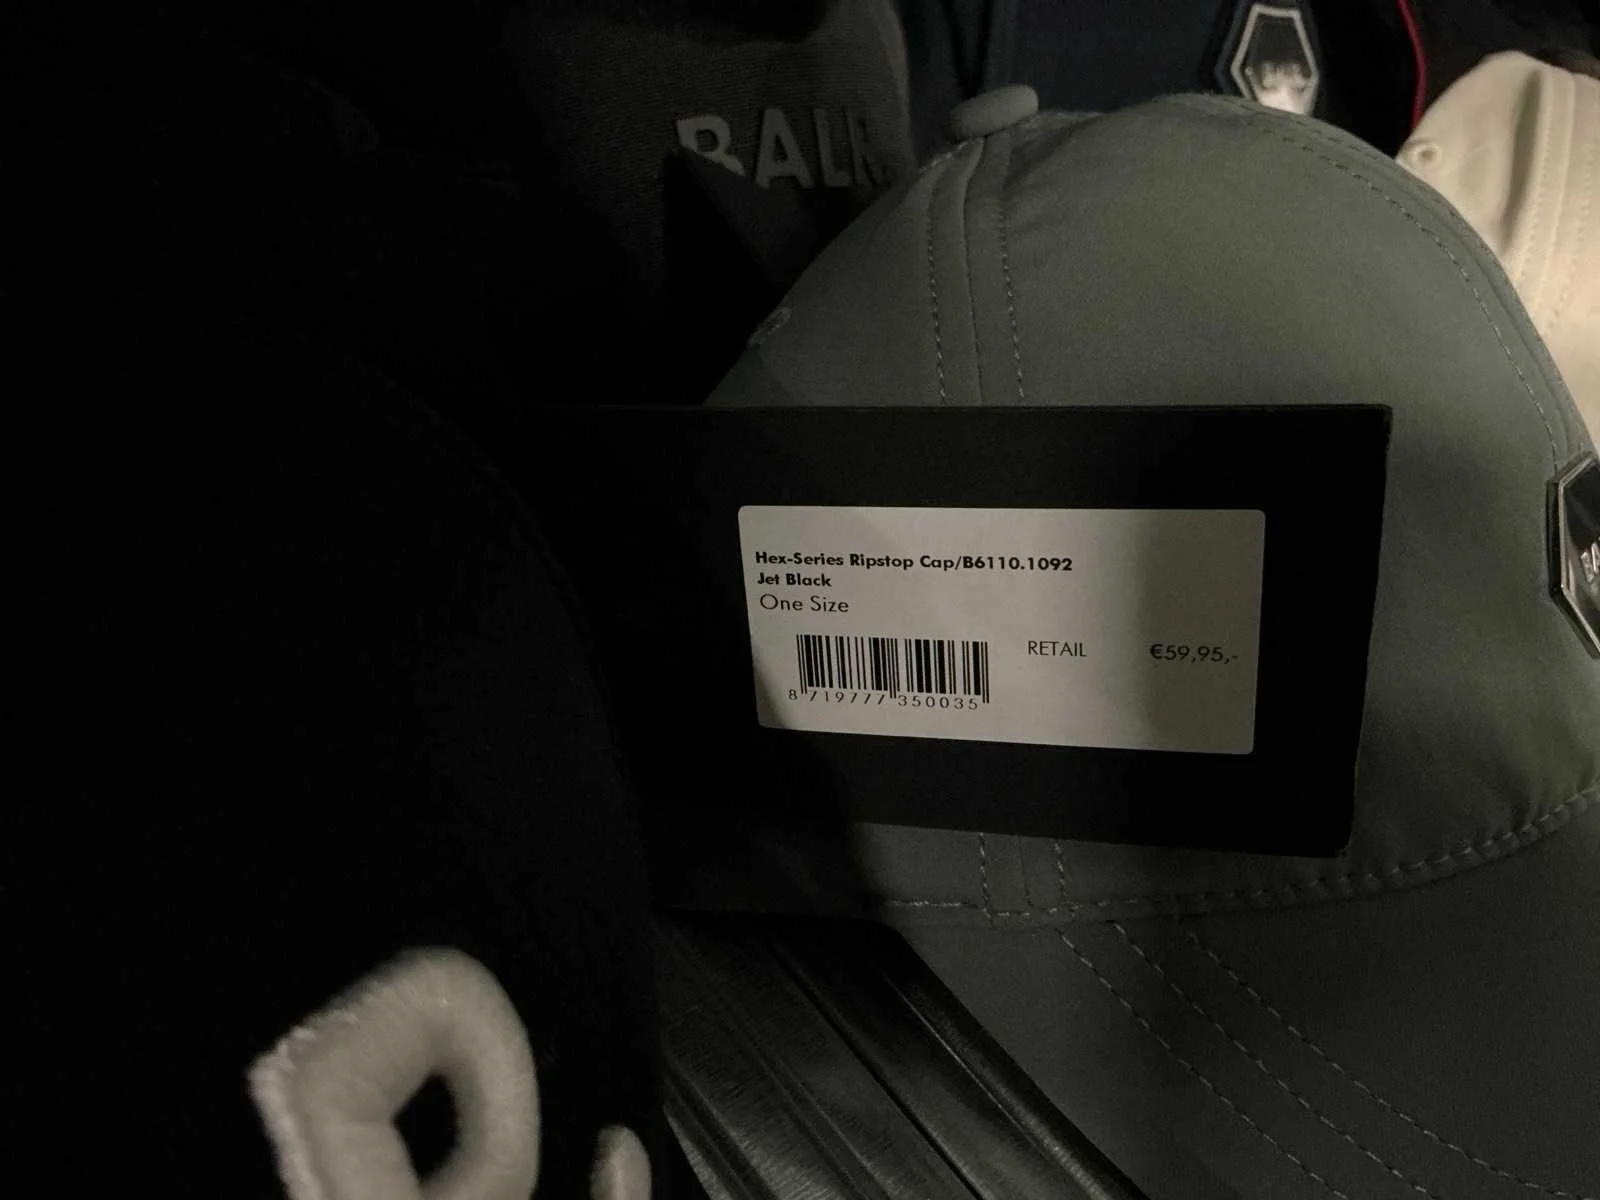 BALR
Hex-Series Ripstop Cap/B6110.1092
Jet Black
One Size
RETAIL €59,95,-
8 719777 350035